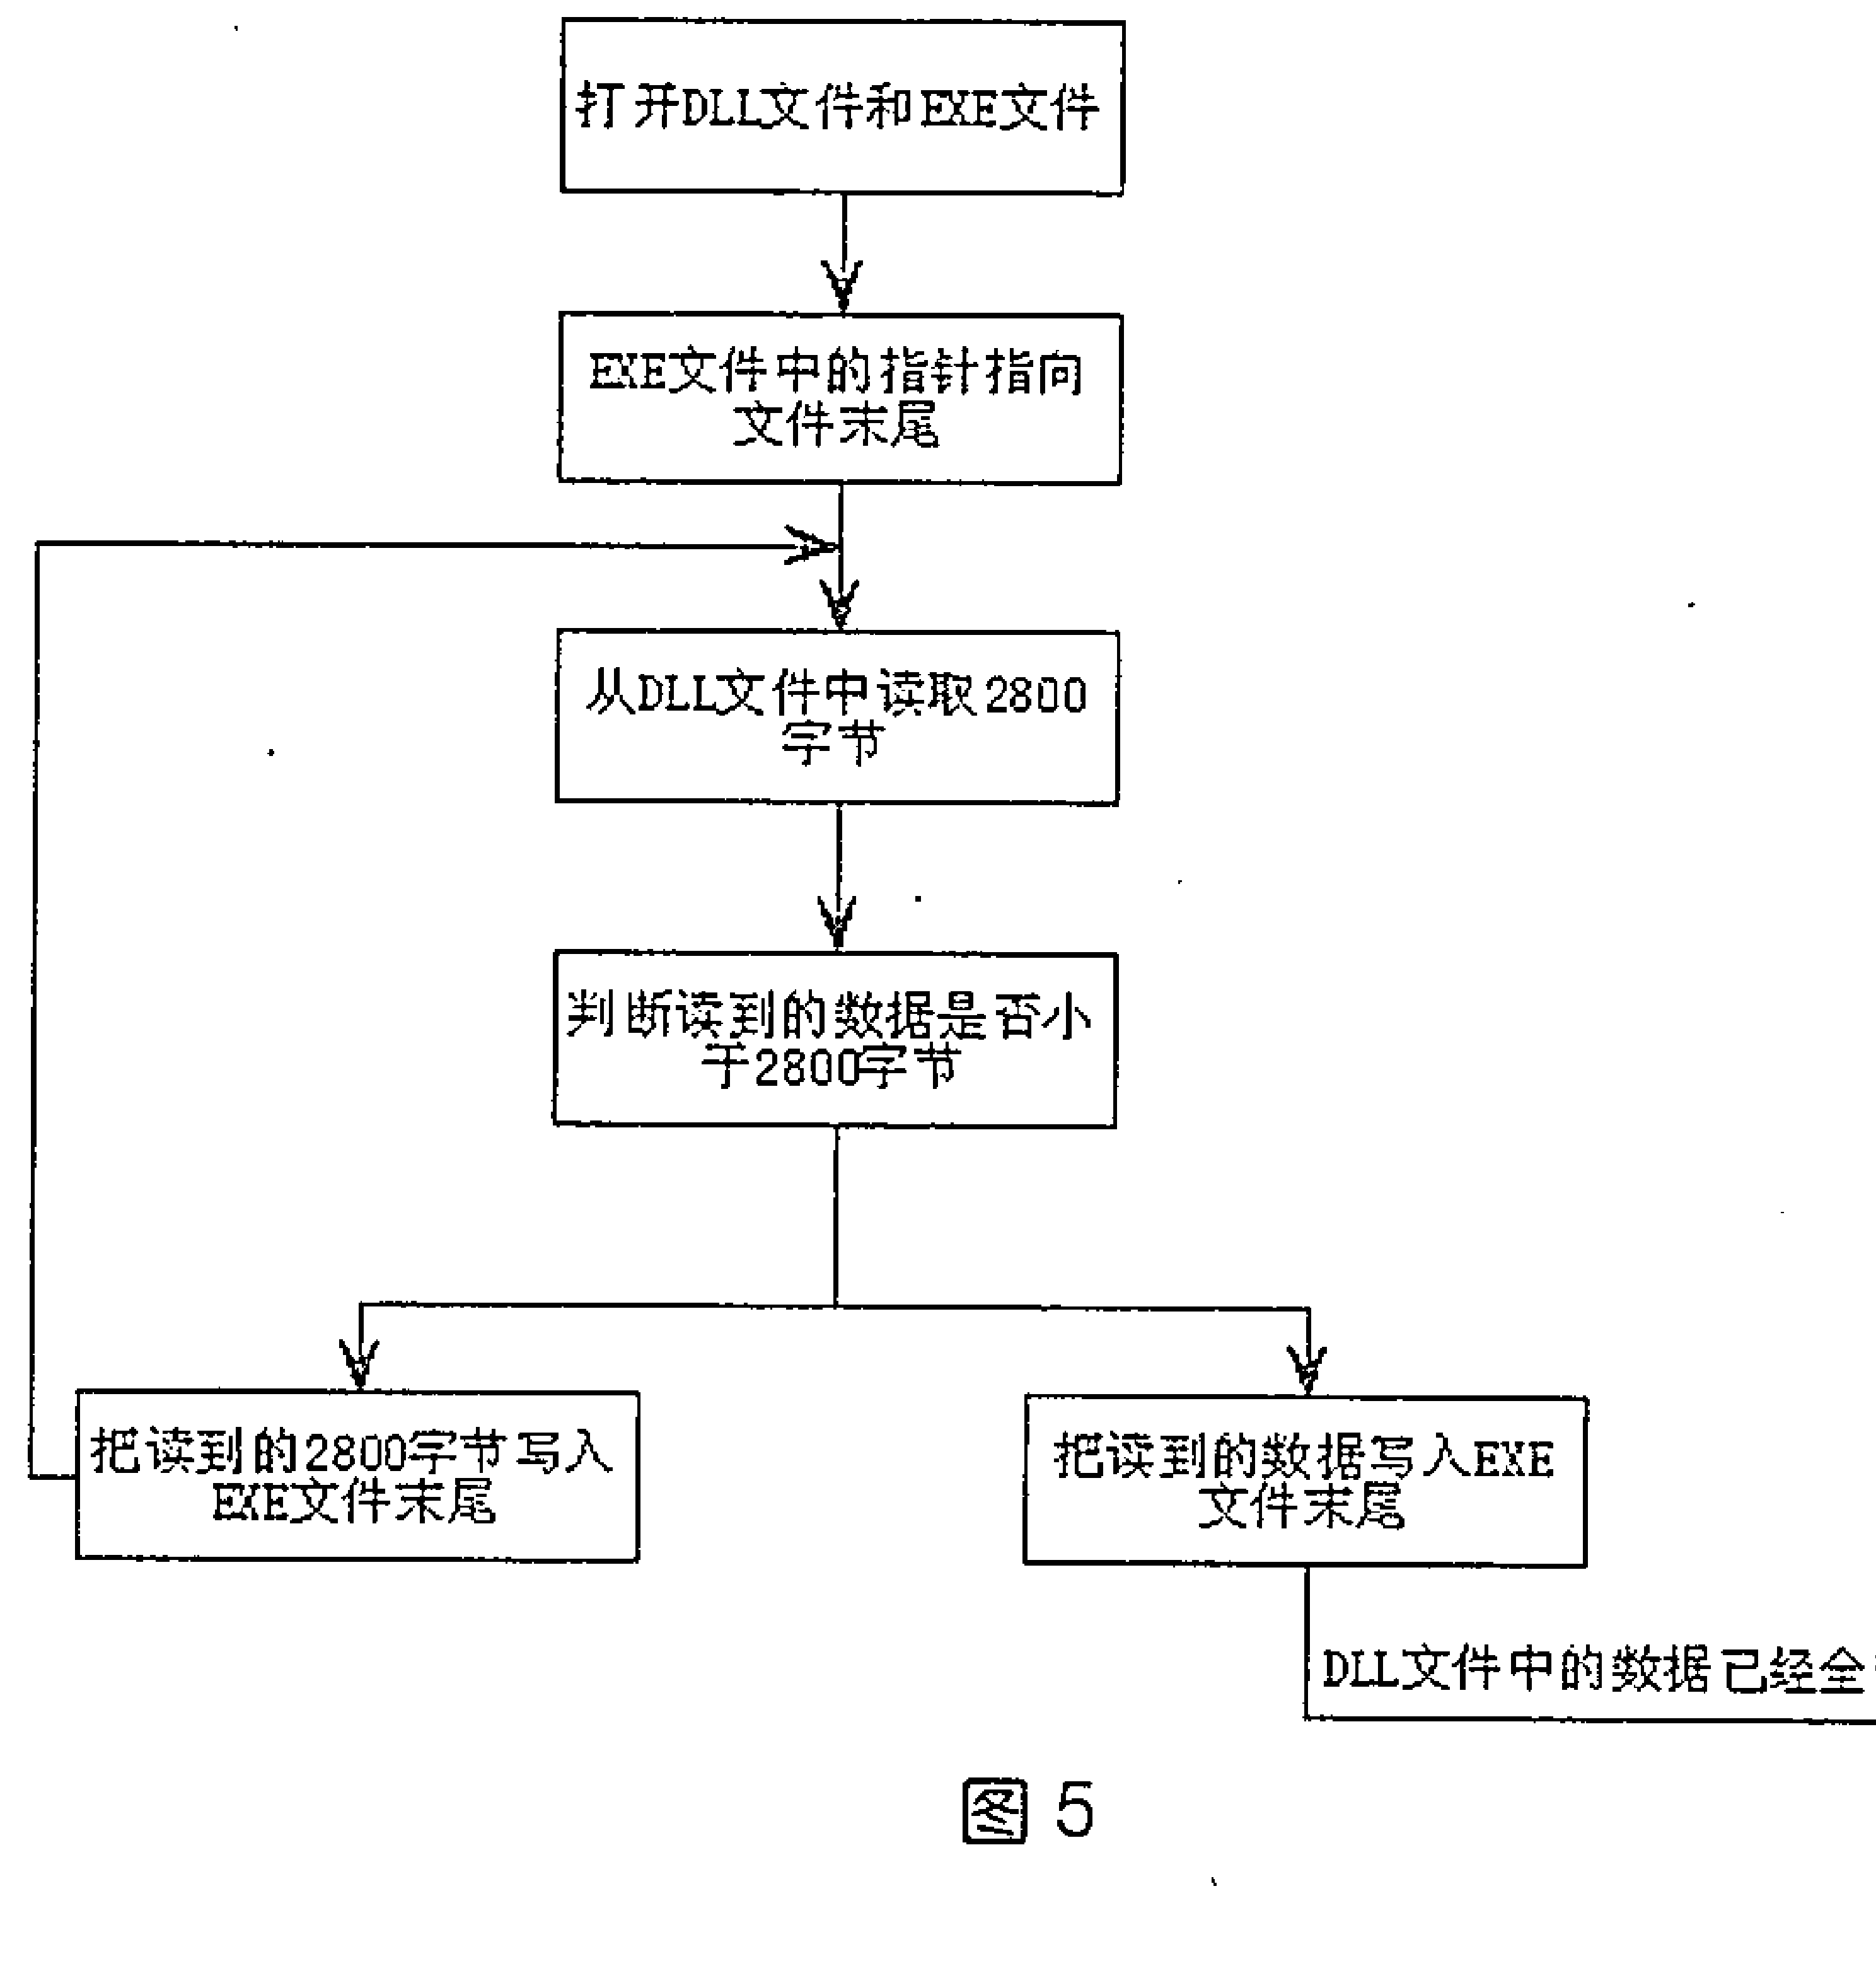 打开DLL文件和EXE文件
EXE文件中的指针指向
文件末尾
从DLL文件中读取2800
字节
判断读到的数据是否小
于2800字节
把读到的2800字节写入
EXE文件末尾
把读到的数据写入EXE
文件末尾
DLL文件中的数据已经全
图 5